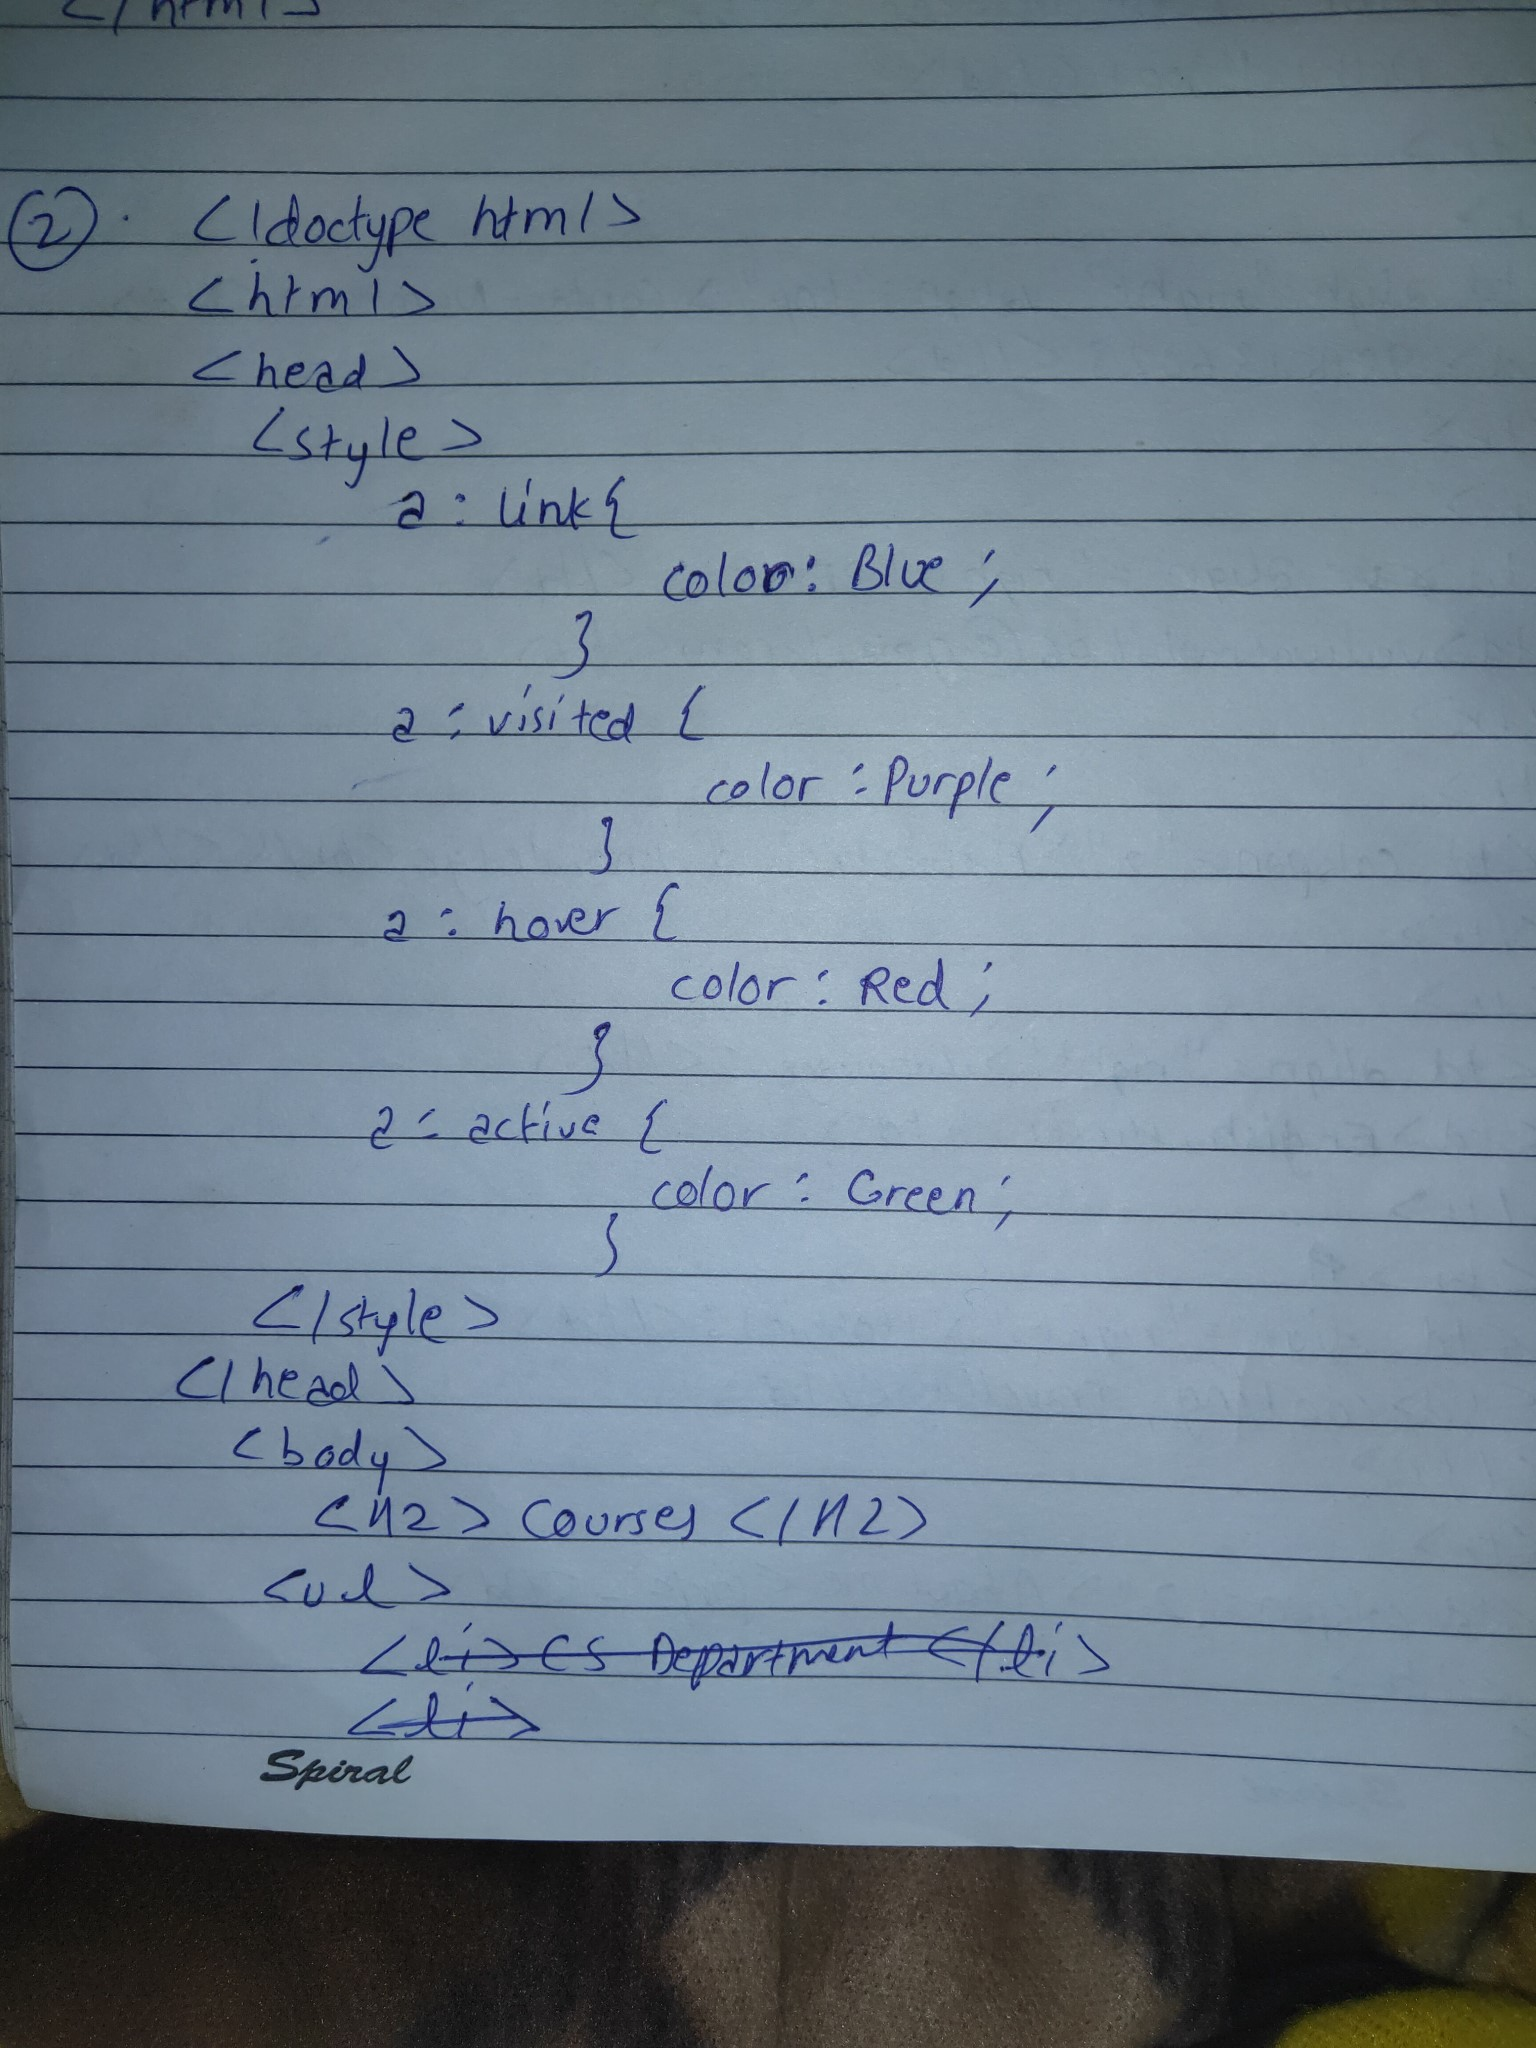 </html>
2. <!doctype html>
<html>
<head>
<style>
a : link {
color : Blue ;
}
a : visited {
color : Purple ;
}
a : hover {
color : Red ;
}
a : active {
color : Green ;
}
</style>
</head>
<body>
<H2> Courses </H2>
<ul>
<li> CS Department </li>
<li>
Spiral